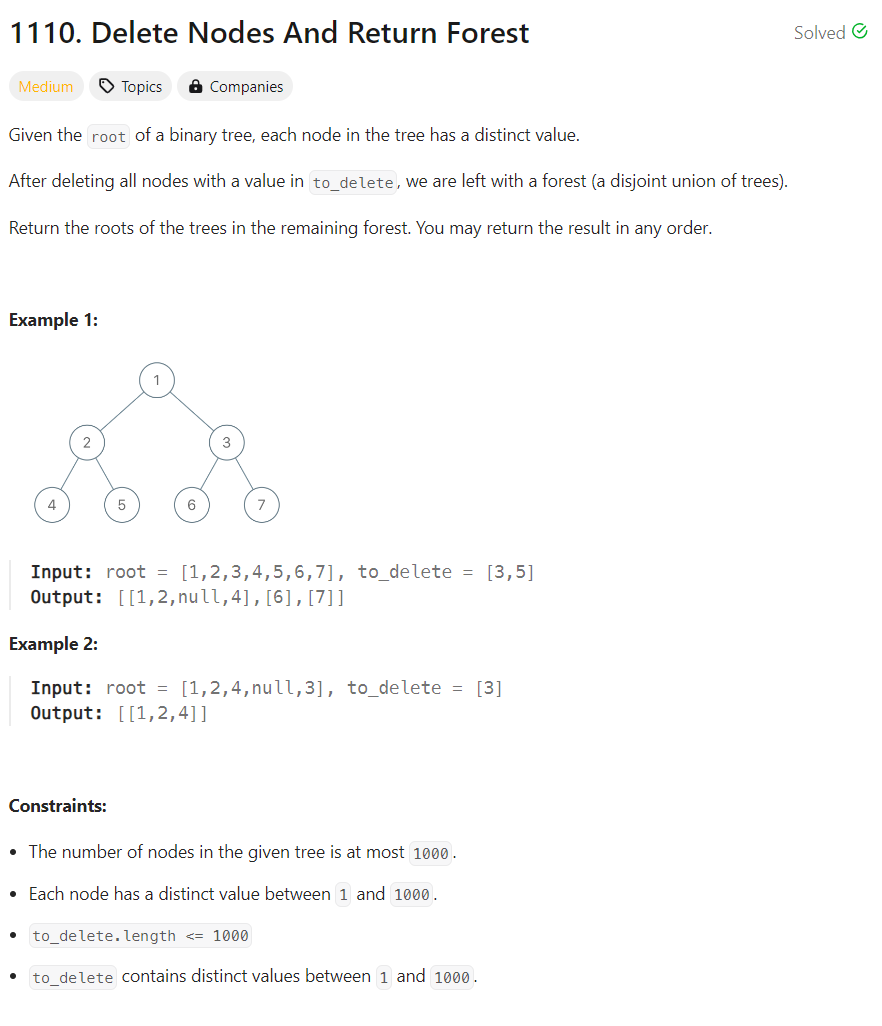 1110. Delete Nodes And Return Forest
Solved
Medium Topics Companies
Given the root of a binary tree, each node in the tree has a distinct value.
After deleting all nodes with a value in to_delete, we are left with a forest (a disjoint union of trees).
Return the roots of the trees in the remaining forest. You may return the result in any order.
Example 1:
1
2 3
4 5 6 7
Input: root = [1,2,3,4,5,6,7], to_delete = [3,5]
Output: [[1,2,null,4],[6],[7]]
Example 2:
Input: root = [1,2,4,null,3], to_delete = [3]
Output: [[1,2,4]]
Constraints:
• The number of nodes in the given tree is at most 1000.
• Each node has a distinct value between 1 and 1000.
• to_delete.length <= 1000
• to_delete contains distinct values between 1 and 1000.